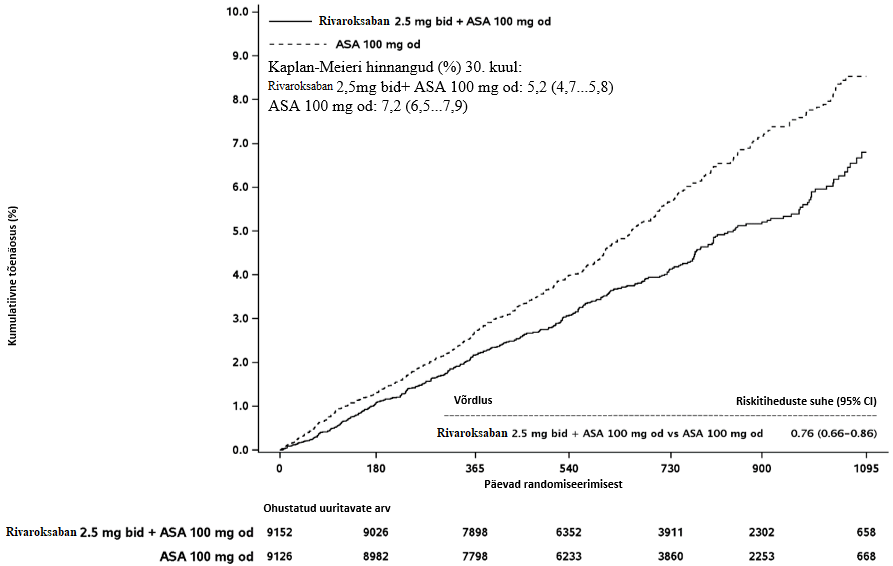 10.0
Rivaroksaban 2.5 mg bid + ASA 100 mg od
9.0
ASA 100 mg od
Kaplan-Meieri hinnangud (%) 30. kuul:
Rivaroksaban 2,5mg bid+ ASA 100 mg od: 5,2 (4,7...5,8)
8.0
ASA 100 mg od: 7,2 (6,5...7,9)
7.0
6.0
5.0
4.0
3.0
2.0
1.0
0.0
Kumulatiivne tõenäosus (%)
Võrdlus Riskitiheduste suhe (95% CI)
Rivaroksaban 2.5 mg bid + ASA 100 mg od vs ASA 100 mg od 0.76 (0.66–0.86)
0 180 365 540 730 900 1095
Päevad randomiseerimisest
Ohustatud uuritavate arv
Rivaroksaban 2.5 mg bid + ASA 100 mg od 9152 9026 7898 6352 3911 2302 658
ASA 100 mg od 9126 8982 7798 6233 3860 2253 668